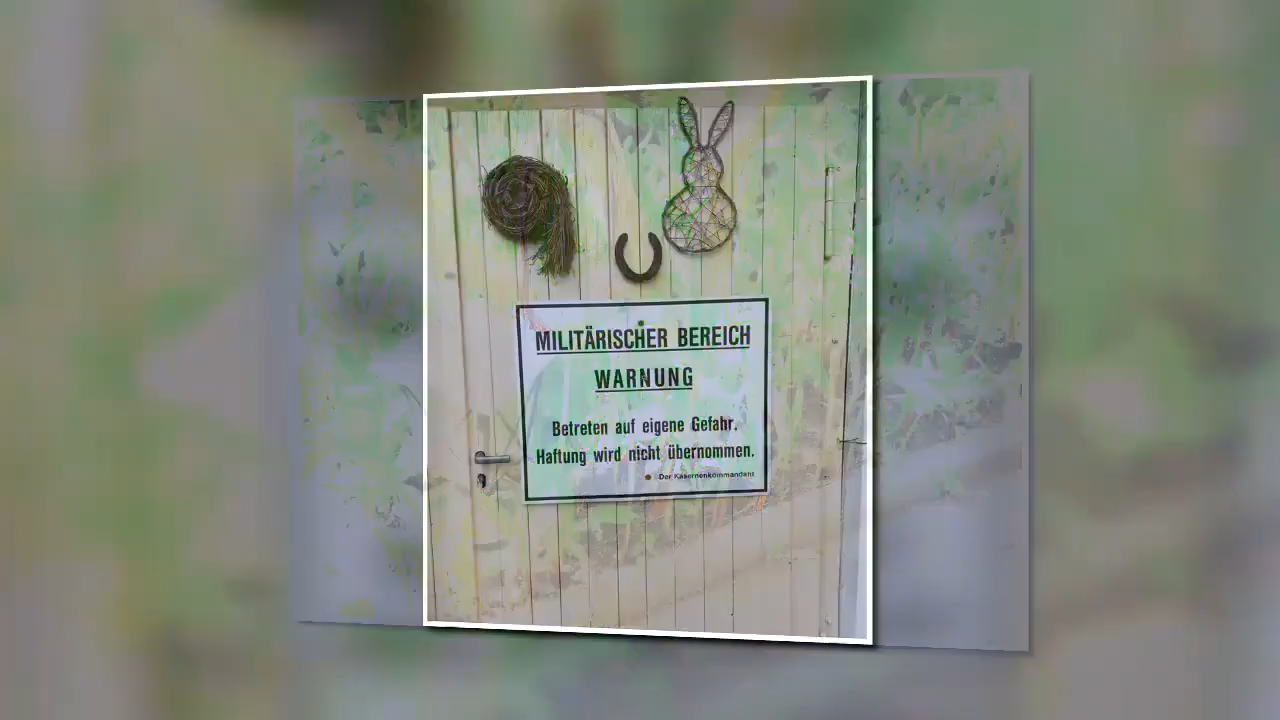 MILITÄRISCHER BEREICH
WARNUNG
Betreten auf eigene Gefahr.
Haftung wird nicht übernommen.
Der Kasernenkommandant